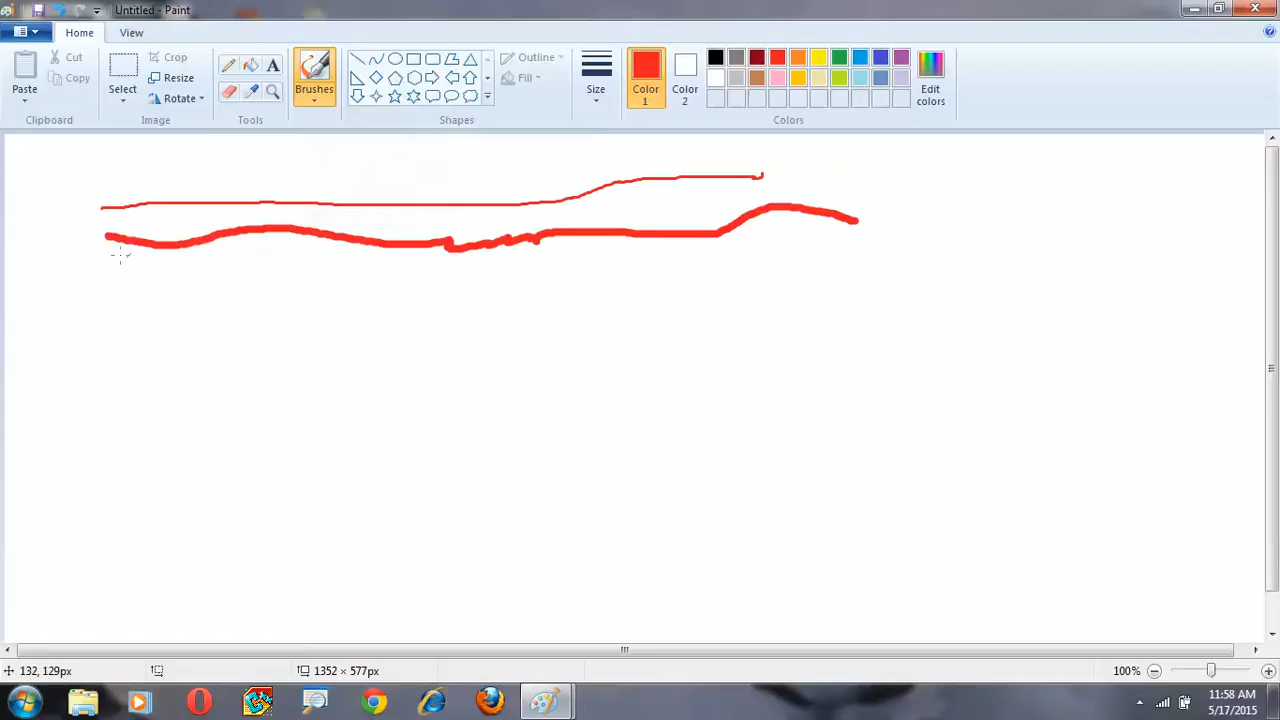 Untitled - Paint
Home View
Paste
Cut
Copy
Clipboard
Select
Crop
Resize
Rotate
Image
A
Tools
Brushes
Outline
Fill
Shapes
Size
Color 1
Color 2
Edit colors
Colors
132, 129px
1352 × 577px
100%
11:58 AM
5/17/2015